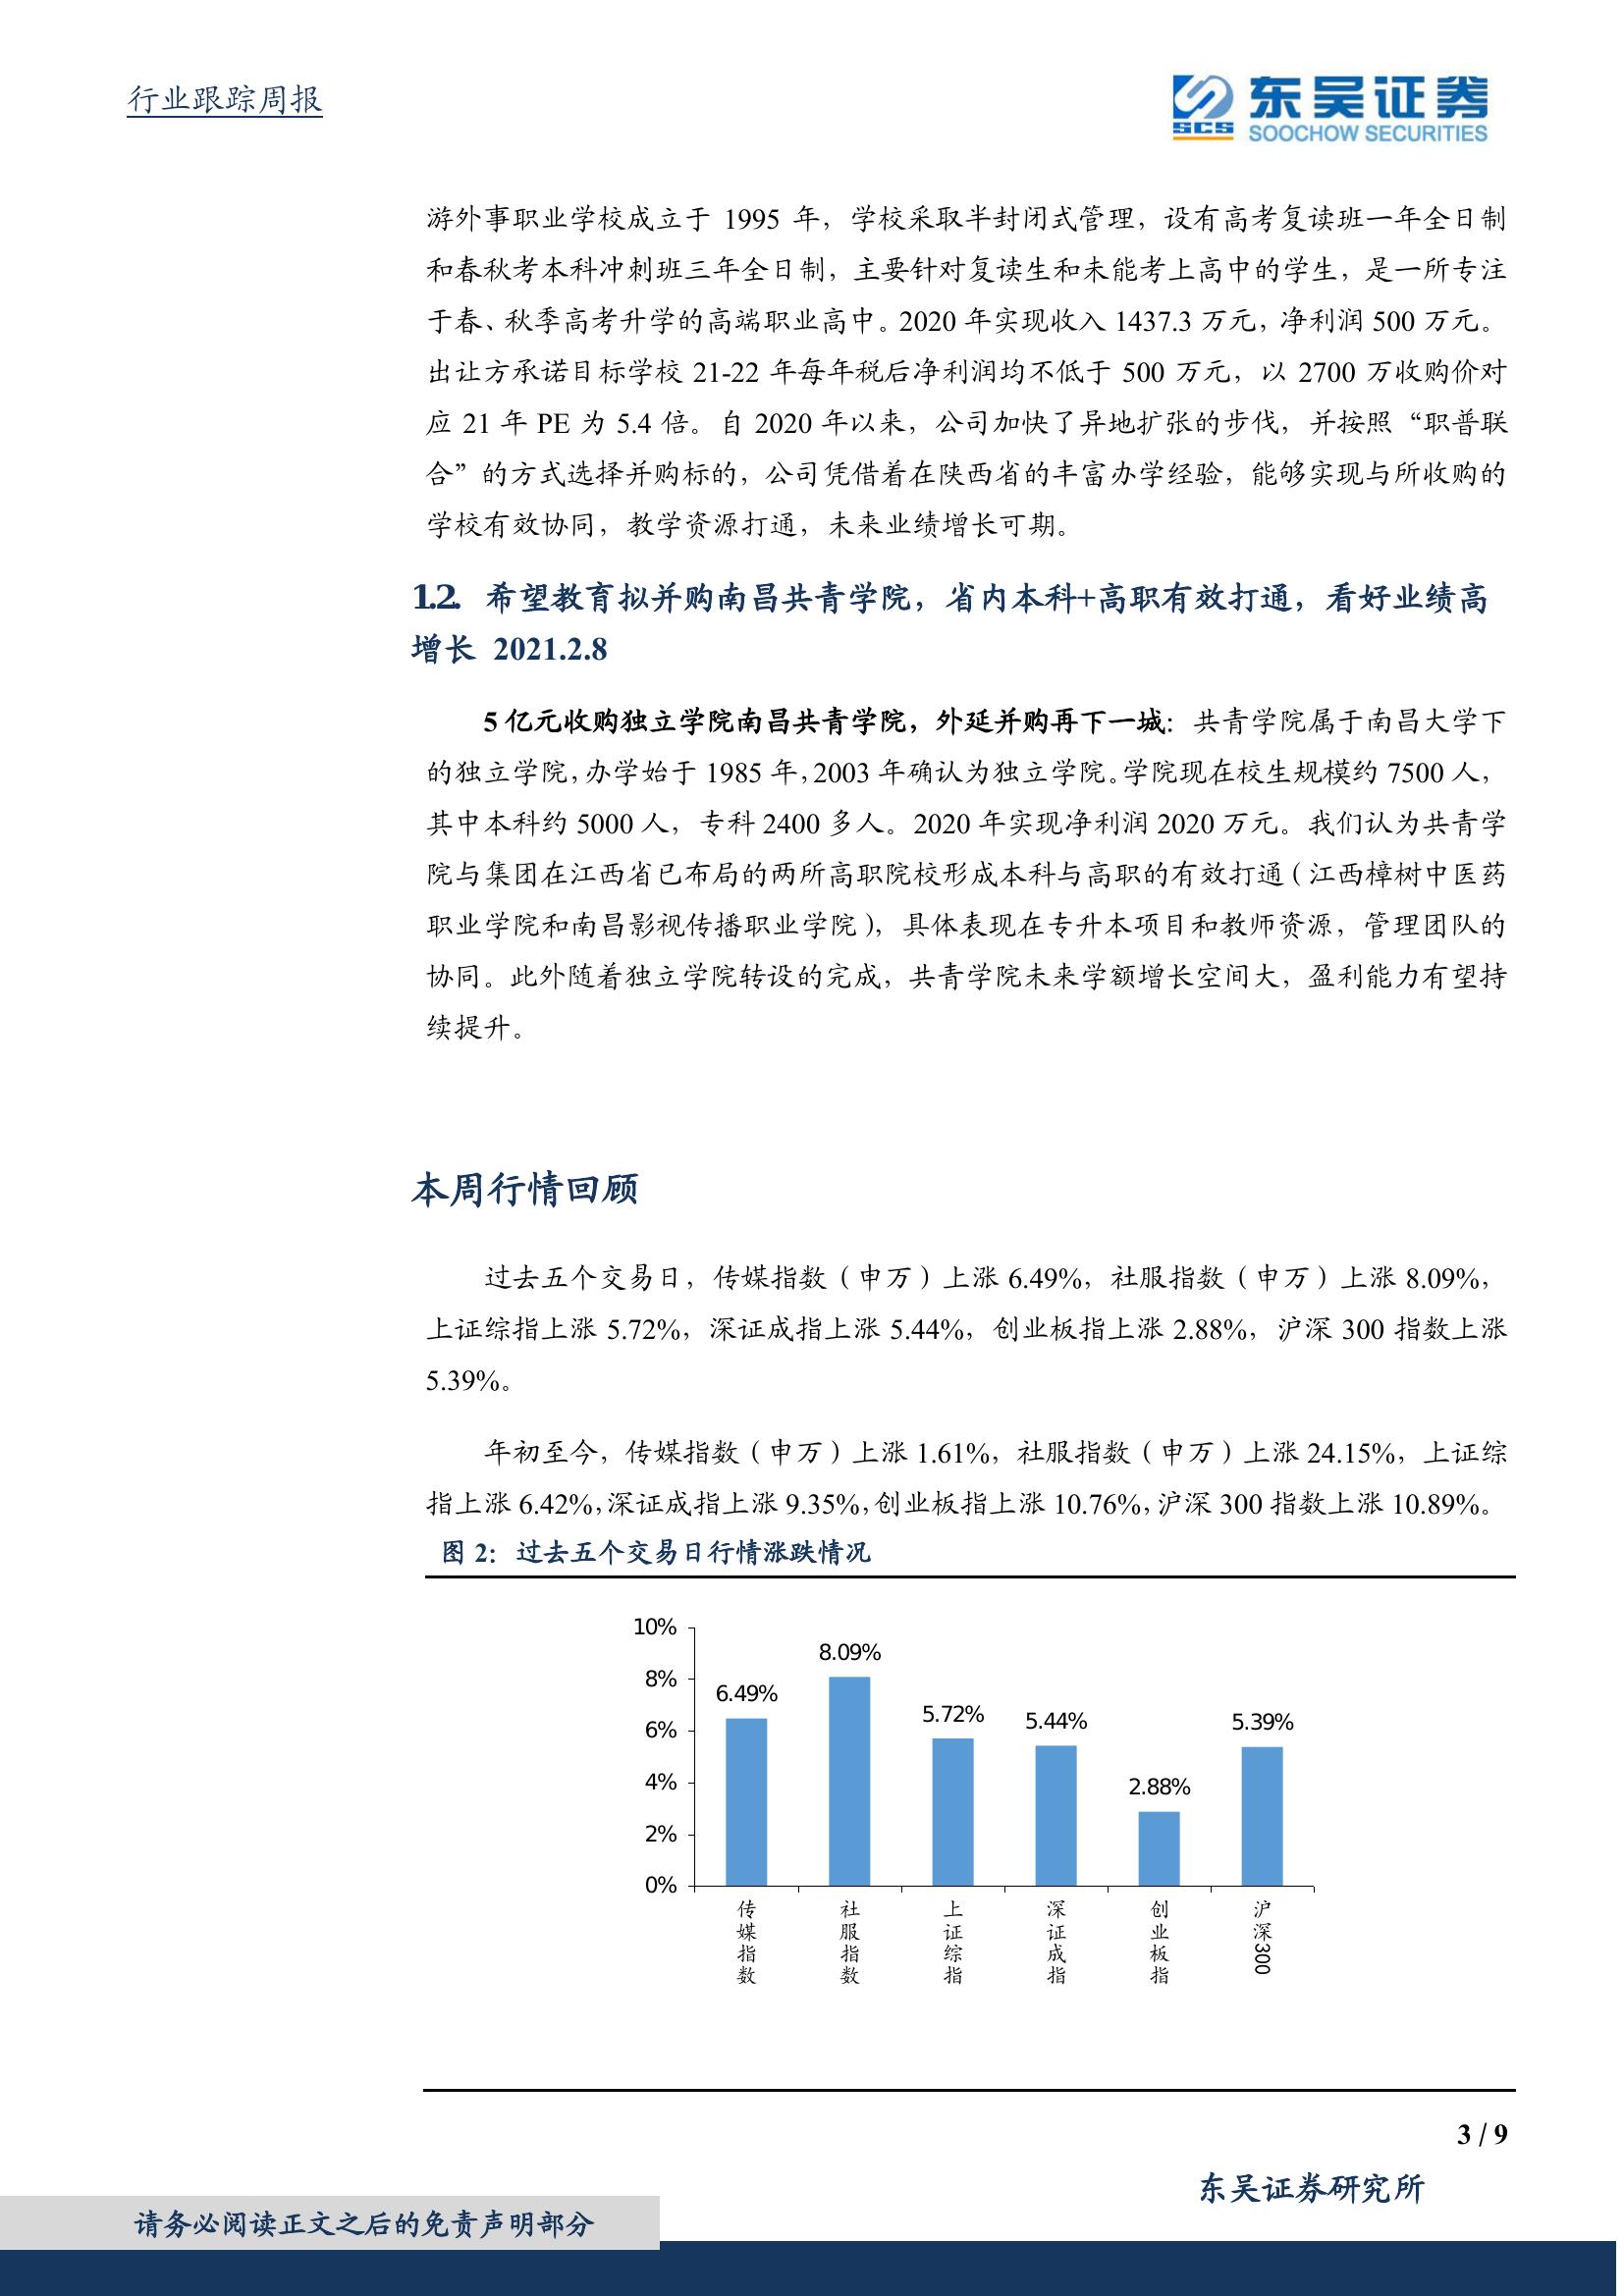 行业跟踪周报
SCS
东吴证券
SOOCHOW SECURITIES
游外事职业学校成立于 1995 年，学校采取半封闭式管理，设有高考复读班一年全日制
和春秋考本科冲刺班三年全日制，主要针对复读生和未能考上高中的学生，是一所专注
于春、秋季高考升学的高端职业高中。2020 年实现收入 1437.3 万元，净利润 500 万元。
出让方承诺目标学校 21-22 年每年税后净利润均不低于 500 万元，以 2700 万收购价对
应 21 年 PE 为 5.4 倍。自 2020 年以来，公司加快了异地扩张的步伐，并按照“职普联
合”的方式选择并购标的，公司凭借着在陕西省的丰富办学经验，能够实现与所收购的
学校有效协同，教学资源打通，未来业绩增长可期。
1.2. 希望教育拟并购南昌共青学院，省内本科+高职有效打通，看好业绩高
增长 2021.2.8
5 亿元收购独立学院南昌共青学院，外延并购再下一城：共青学院属于南昌大学下
的独立学院，办学始于 1985 年，2003 年确认为独立学院。学院现在校生规模约 7500 人，
其中本科约 5000 人，专科 2400 多人。2020 年实现净利润 2020 万元。我们认为共青学
院与集团在江西省已布局的两所高职院校形成本科与高职的有效打通（江西樟树中医药
职业学院和南昌影视传播职业学院），具体表现在专升本项目和教师资源，管理团队的
协同。此外随着独立学院转设的完成，共青学院未来学额增长空间大，盈利能力有望持
续提升。
本周行情回顾
过去五个交易日，传媒指数（申万）上涨 6.49%，社服指数（申万）上涨 8.09%，
上证综指上涨 5.72%，深证成指上涨 5.44%，创业板指上涨 2.88%，沪深 300 指数上涨
5.39%。
年初至今，传媒指数（申万）上涨 1.61%，社服指数（申万）上涨 24.15%，上证综
指上涨 6.42%，深证成指上涨 9.35%，创业板指上涨 10.76%，沪深 300 指数上涨 10.89%。
图 2：过去五个交易日行情涨跌情况
10%
8%
6%
4%
2%
0%
6.49%
8.09%
5.72%
5.44%
2.88%
5.39%
传媒指数
社服指数
上证综指
深证成指
创业板指
沪深300
3 / 9
东吴证券研究所
请务必阅读正文之后的免责声明部分